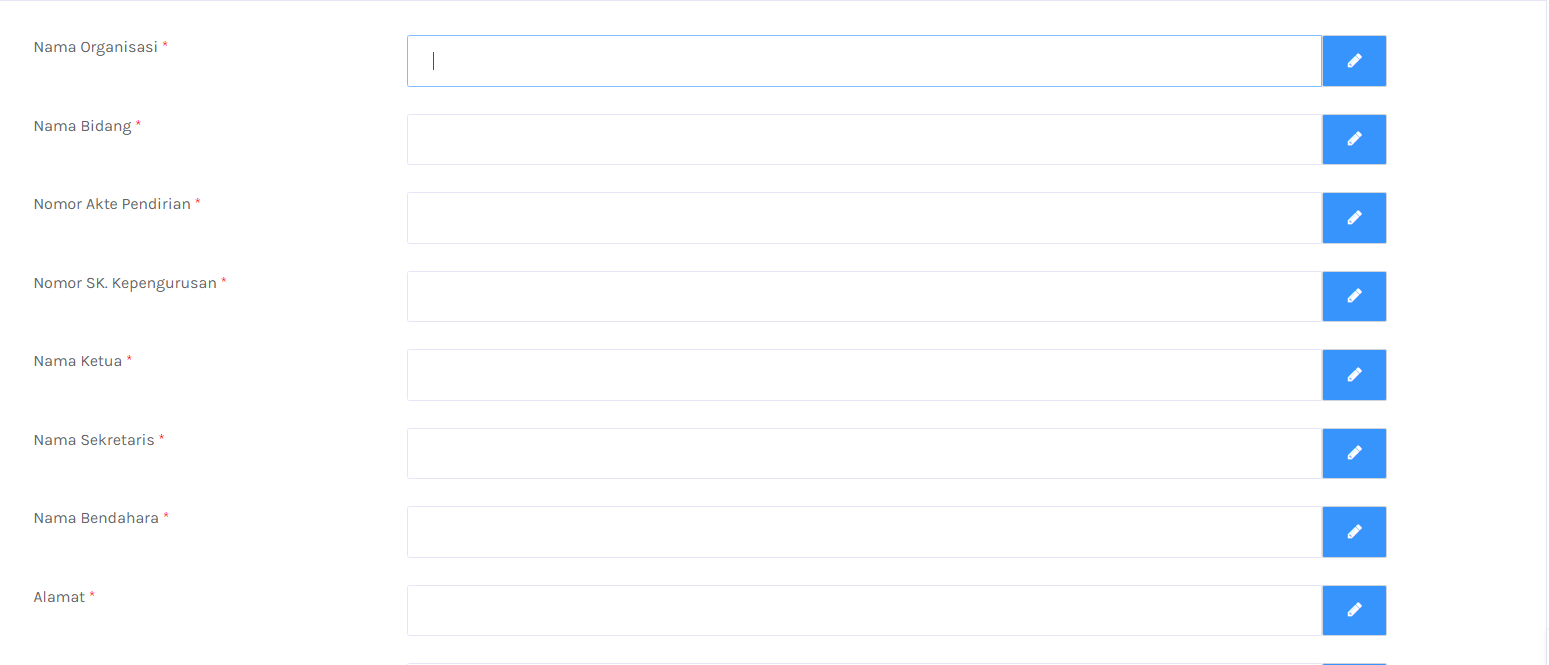 Nama Organisasi *
Nama Bidang *
Nomor Akte Pendirian *
Nomor SK. Kepengurusan *
Nama Ketua *
Nama Sekretaris *
Nama Bendahara *
Alamat *